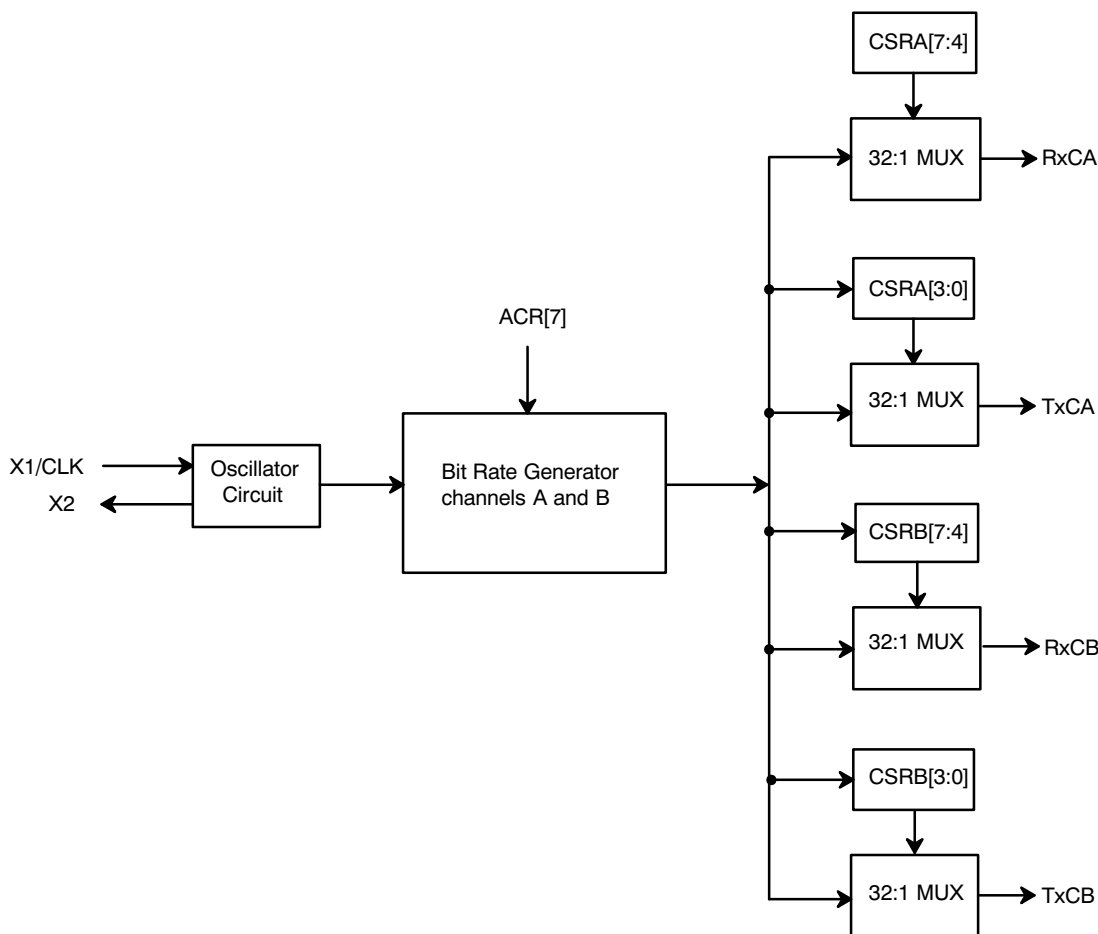 CSRA[7:4]
32:1 MUX
RxCA
CSRA[3:0]
ACR[7]
32:1 MUX
TxCA
X1/CLK
X2
Oscillator
Circuit
Bit Rate Generator
channels A and B
CSRB[7:4]
32:1 MUX
RxCB
CSRB[3:0]
32:1 MUX
TxCB